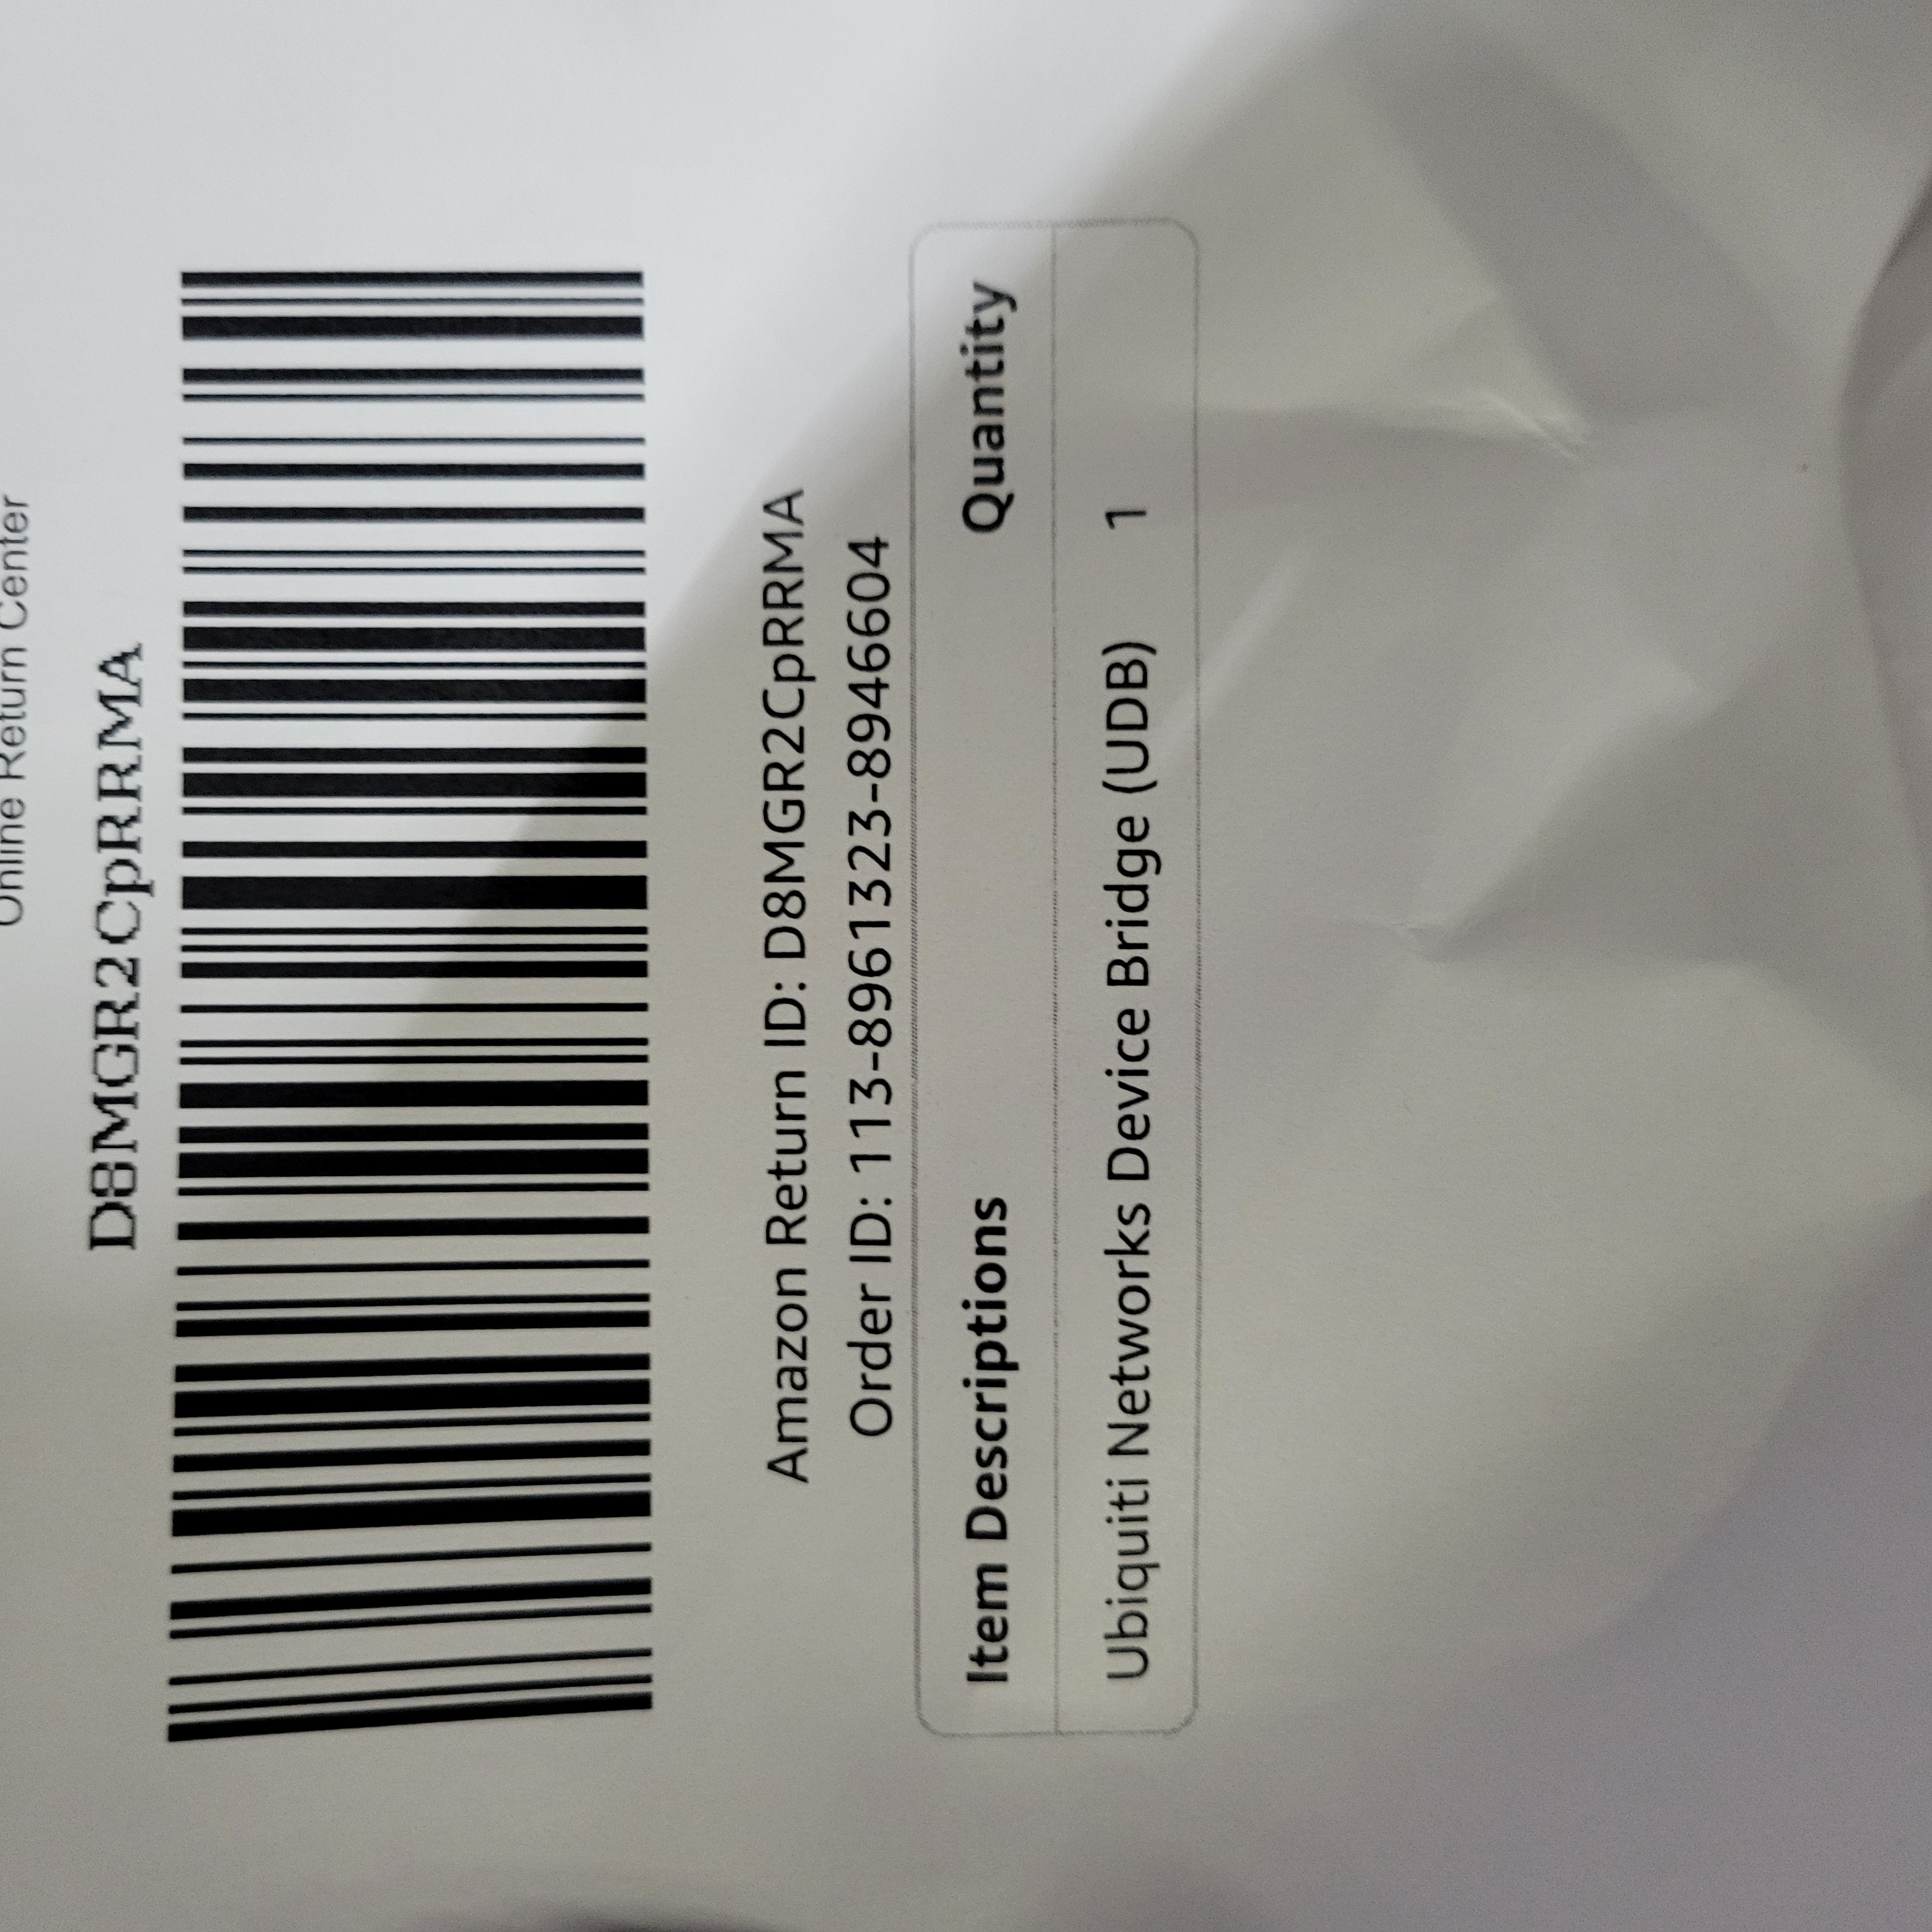 Online Return Center
D8MGR2CpRRMA
Amazon Return ID: D8MGR2CpRRMA
Order ID: 113-8961323-8946604
Item Descriptions Quantity
Ubiquiti Networks Device Bridge (UDB) 1